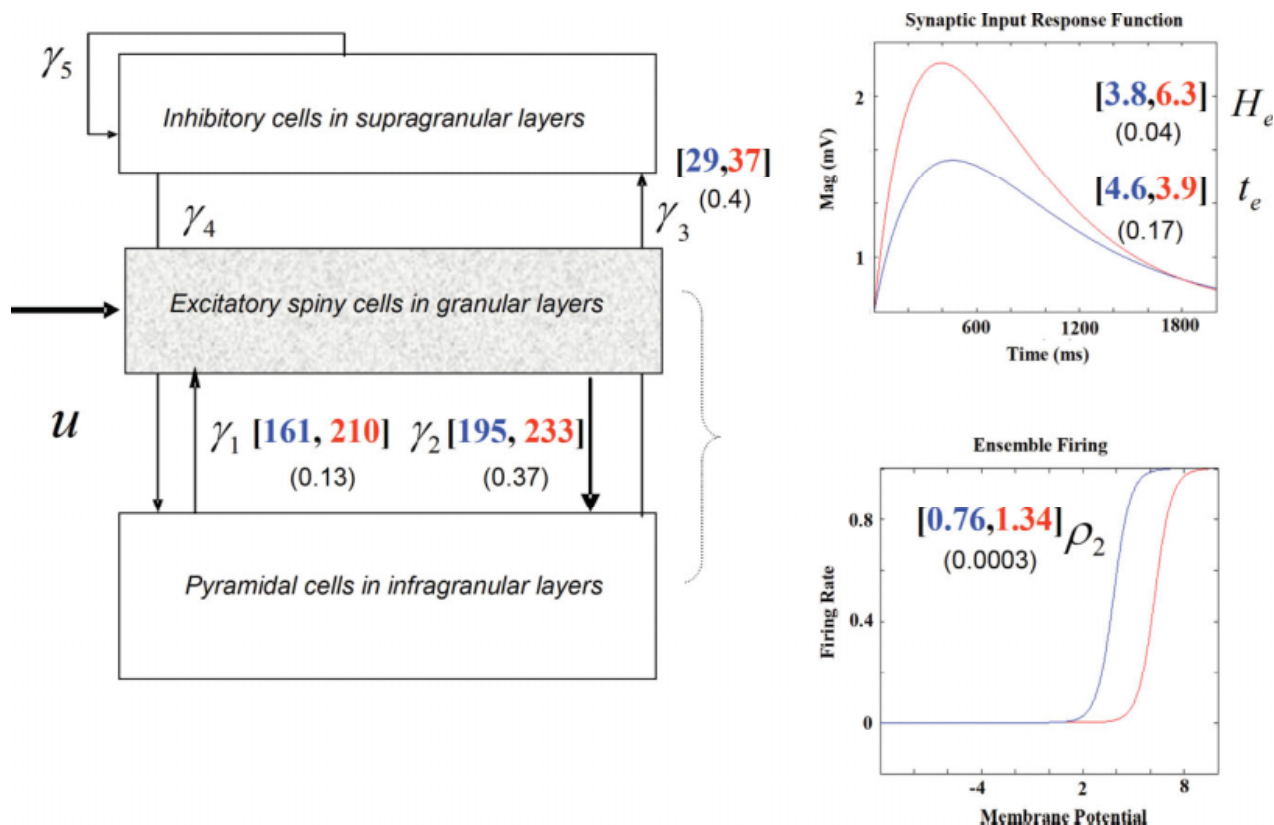 γ₅
Inhibitory cells in supragranular layers
[29,37]
(0.4)
γ₄
γ₃
Excitatory spiny cells in granular layers
u
γ₁ [161, 210]
(0.13)
γ₂ [195, 233]
(0.37)
Pyramidal cells in infragranular layers
Synaptic Input Response Function
[3.8,6.3] Hₑ
(0.04)
[4.6,3.9] tₑ
(0.17)
2
1
Mag (mV)
600 1200 1800
Time (ms)
Ensemble Firing
[0.76,1.34] ρ₂
(0.0003)
0.8
0.4
0
Firing Rate
-4 2 8
Membrane Potential